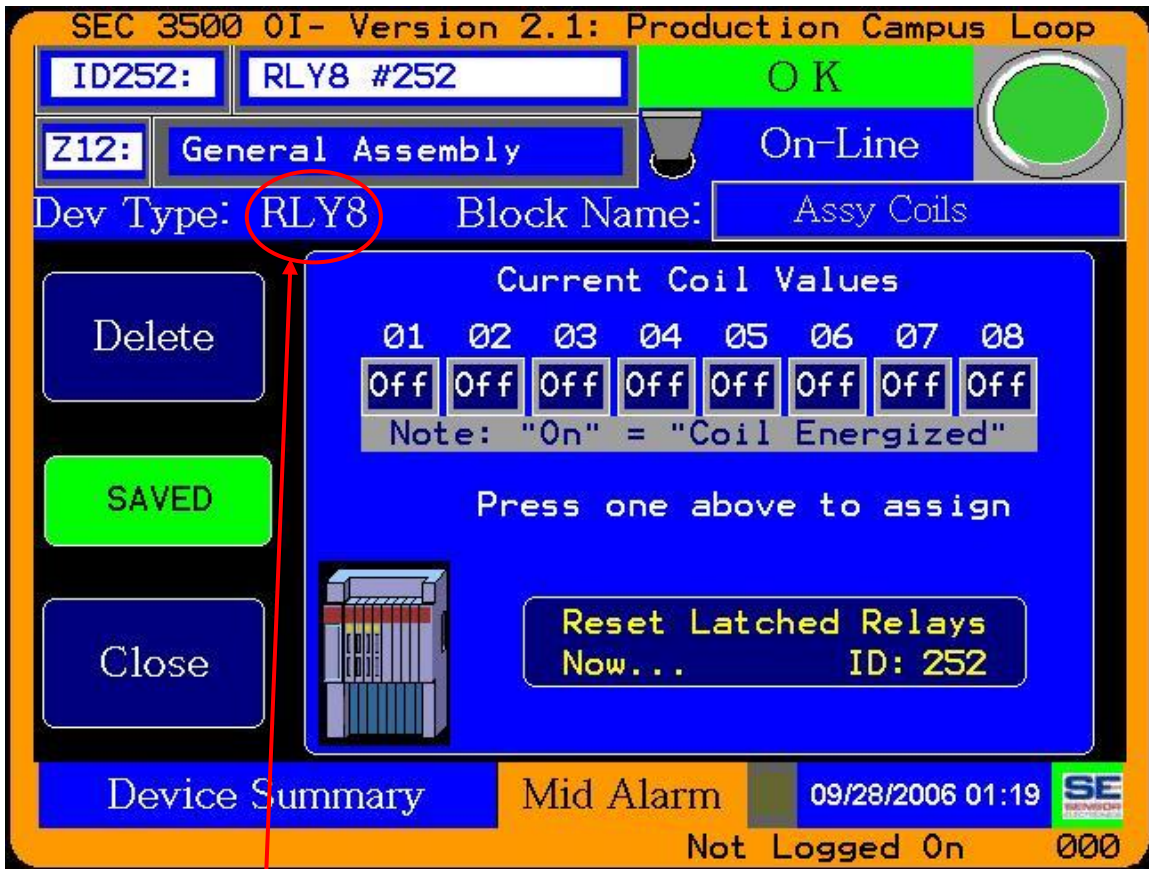 SEC 3500 OI- Version 2.1: Production Campus Loop
ID252: RLY8 #252 OK
Z12: General Assembly On-Line
Dev Type: RLY8 Block Name: Assy Coils
Current Coil Values
Delete
01 02 03 04 05 06 07 08
Off Off Off Off Off Off Off Off
Note: "On" = "Coil Energized"
SAVED
Press one above to assign
Reset Latched Relays
Now... ID: 252
Close
Device Summary Mid Alarm 09/28/2006 01:19 SE
SENSOR
Not Logged On 000